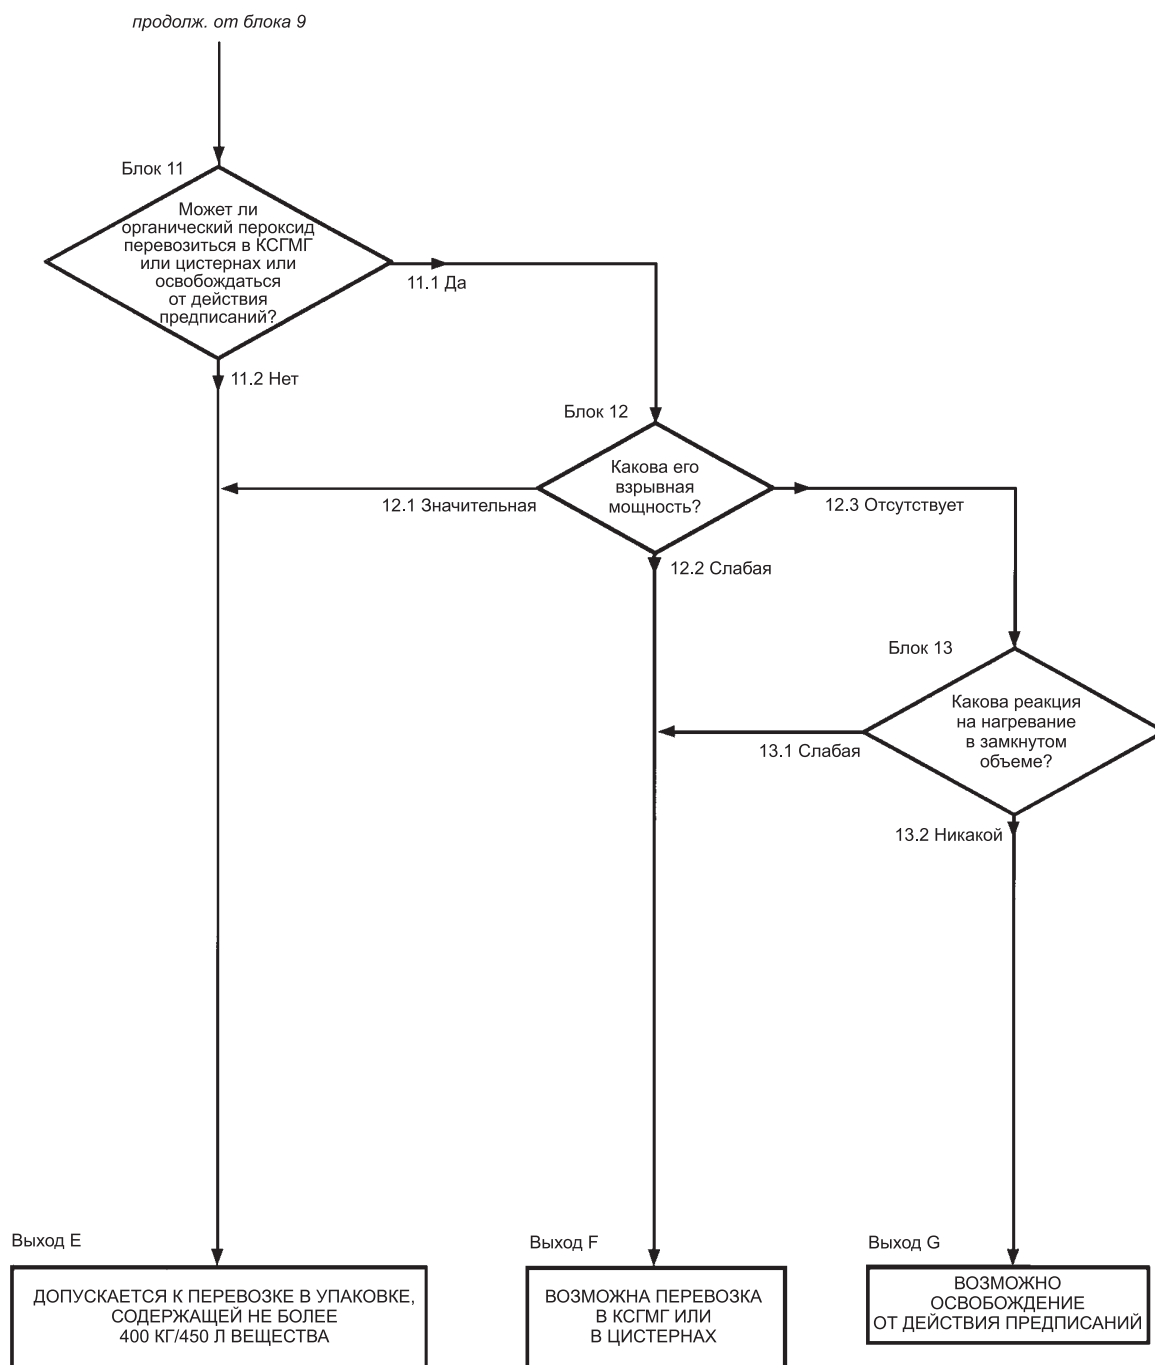 продолж. от блока 9
Блок 11
Может ли
органический пероксид
перевозиться в КСГМГ
или цистернах или
освобождаться
от действия
предписаний?
11.1 Да
11.2 Нет
Блок 12
Какова его
взрывная
мощность?
12.1 Значительная
12.3 Отсутствует
12.2 Слабая
Блок 13
Какова реакция
на нагревание
в замкнутом
объеме?
13.1 Слабая
13.2 Никакой
Выход E
ДОПУСКАЕТСЯ К ПЕРЕВОЗКЕ В УПАКОВКЕ,
СОДЕРЖАЩЕЙ НЕ БОЛЕЕ
400 КГ/450 Л ВЕЩЕСТВА
Выход F
ВОЗМОЖНА ПЕРЕВОЗКА
В КСГМГ ИЛИ
В ЦИСТЕРНАХ
Выход G
ВОЗМОЖНО
ОСВОБОЖДЕНИЕ
ОТ ДЕЙСТВИЯ ПРЕДПИСАНИЙ